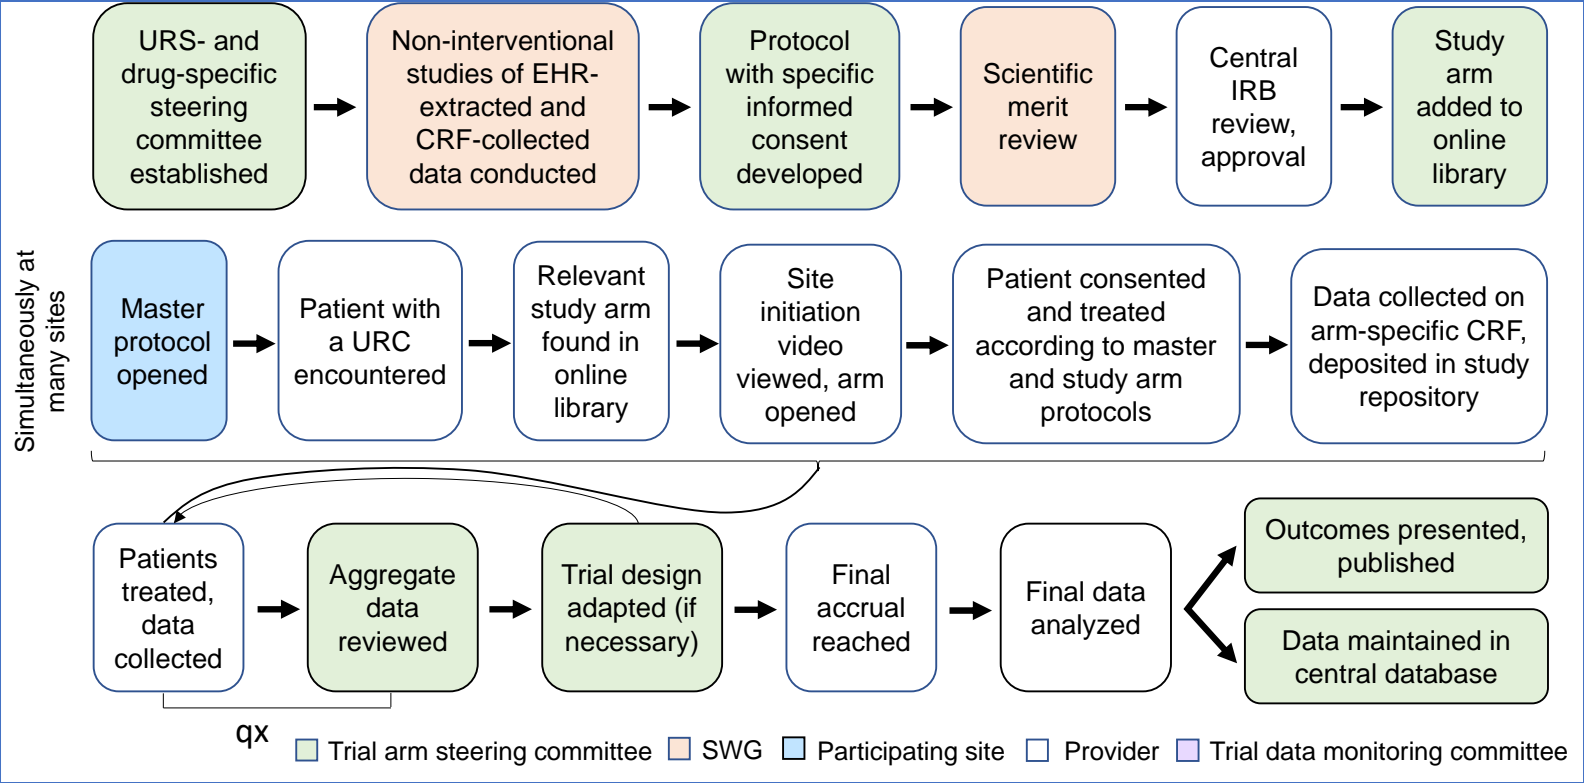 URS- and
drug-specific
steering
committee
established
Non-interventional
studies of EHR-
extracted and
CRF-collected
data conducted
Protocol
with specific
informed
consent
developed
Scientific
merit
review
Central
IRB
review,
approval
Study
arm
added to
online
library
Simultaneously at
many sites
Master
protocol
opened
Patient with
a URC
encountered
Relevant
study arm
found in
online
library
Site
initiation
video
viewed, arm
opened
Patient consented
and treated
according to master
and study arm
protocols
Data collected on
arm-specific CRF,
deposited in study
repository
Patients
treated,
data
collected
Aggregate
data
reviewed
Trial design
adapted (if
necessary)
Final
accrual
reached
Final data
analyzed
Outcomes presented,
published
Data maintained in
central database
qx
Trial arm steering committee
SWG
Participating site
Provider
Trial data monitoring committee